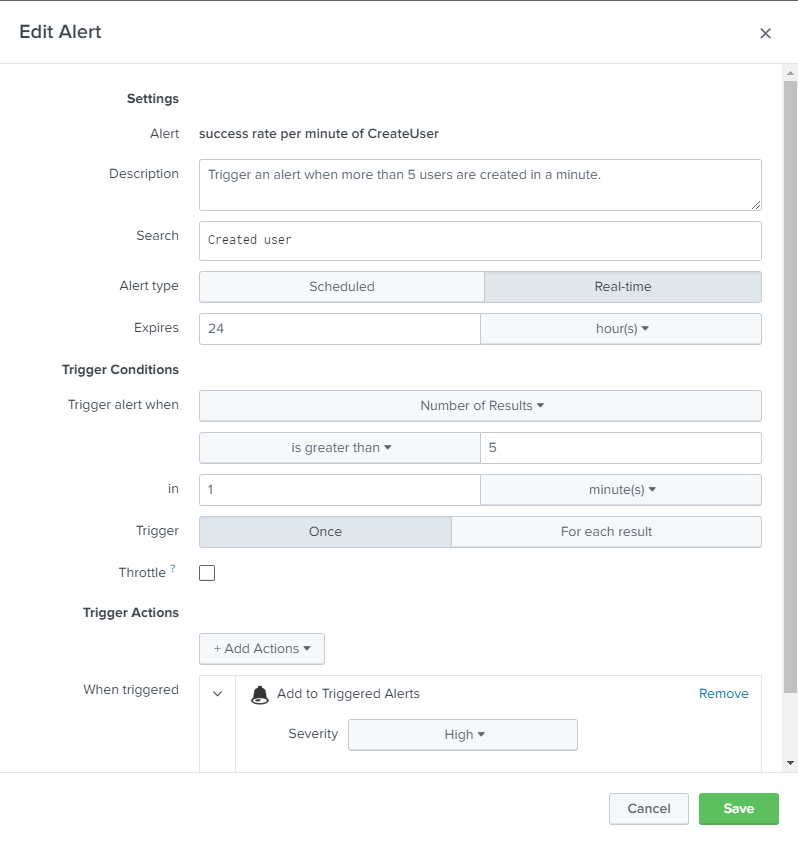 Edit Alert
Settings
Alert success rate per minute of CreateUser
Description Trigger an alert when more than 5 users are created in a minute.
Search Created user
Alert type Scheduled Real-time
Expires 24 hour(s)
Trigger Conditions
Trigger alert when Number of Results
is greater than 5
in 1 minute(s)
Trigger Once For each result
Throttle ?
Trigger Actions
+ Add Actions
When triggered Add to Triggered Alerts Remove
Severity High
Cancel Save